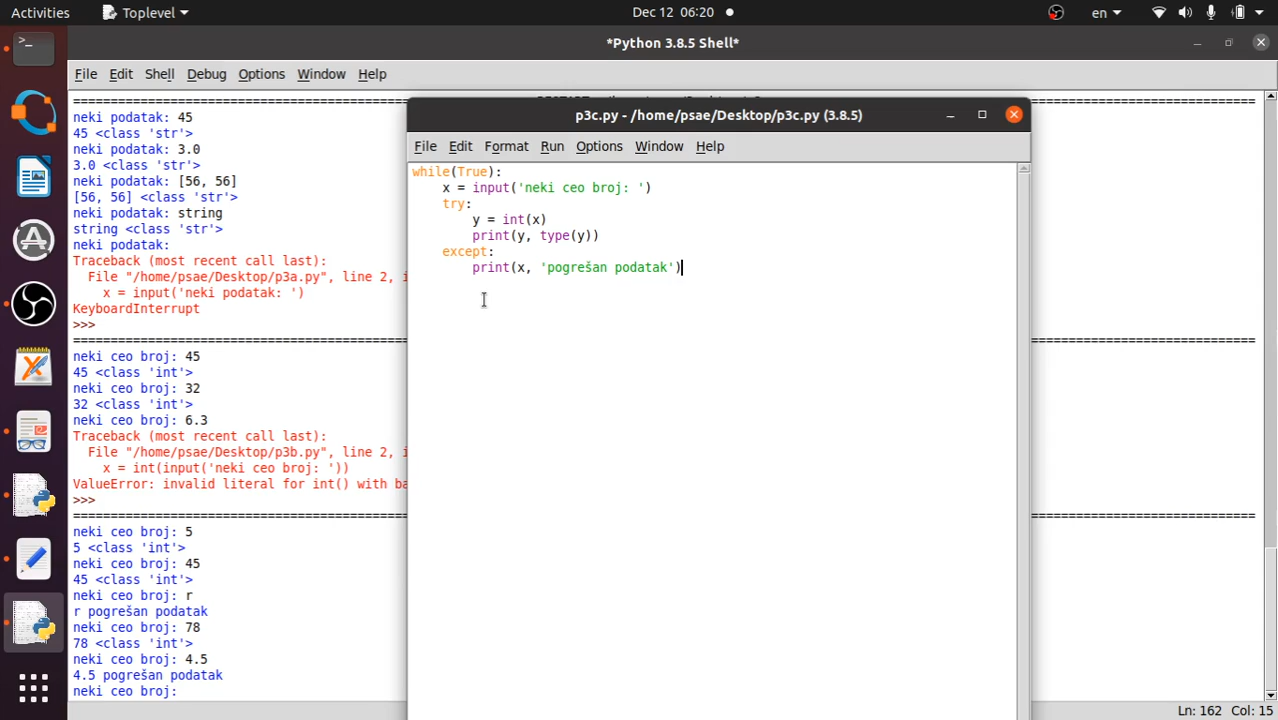 Activities
Toplevel
Dec 12 06:20
en
*Python 3.8.5 Shell*
File Edit Shell Debug Options Window Help
neki podatak: 45
45 <class 'str'>
neki podatak: 3.0
3.0 <class 'str'>
neki podatak: [56, 56]
[56, 56] <class 'str'>
neki podatak: string
string <class 'str'>
neki podatak:
Traceback (most recent call last):
File "/home/psae/Desktop/p3a.py", line 2, i
x = input('neki podatak: ')
KeyboardInterrupt
>>>
neki ceo broj: 45
45 <class 'int'>
neki ceo broj: 32
32 <class 'int'>
neki ceo broj: 6.3
Traceback (most recent call last):
File "/home/psae/Desktop/p3b.py", line 2, i
x = int(input('neki ceo broj: '))
ValueError: invalid literal for int() with ba
>>>
neki ceo broj: 5
5 <class 'int'>
neki ceo broj: 45
45 <class 'int'>
neki ceo broj: r
r pogrešan podatak
neki ceo broj: 78
78 <class 'int'>
neki ceo broj: 4.5
4.5 pogrešan podatak
neki ceo broj:
p3c.py - /home/psae/Desktop/p3c.py (3.8.5)
File Edit Format Run Options Window Help
while(True):
x = input('neki ceo broj: ')
try:
y = int(x)
print(y, type(y))
except:
print(x, 'pogrešan podatak')
Ln: 162 Col: 15